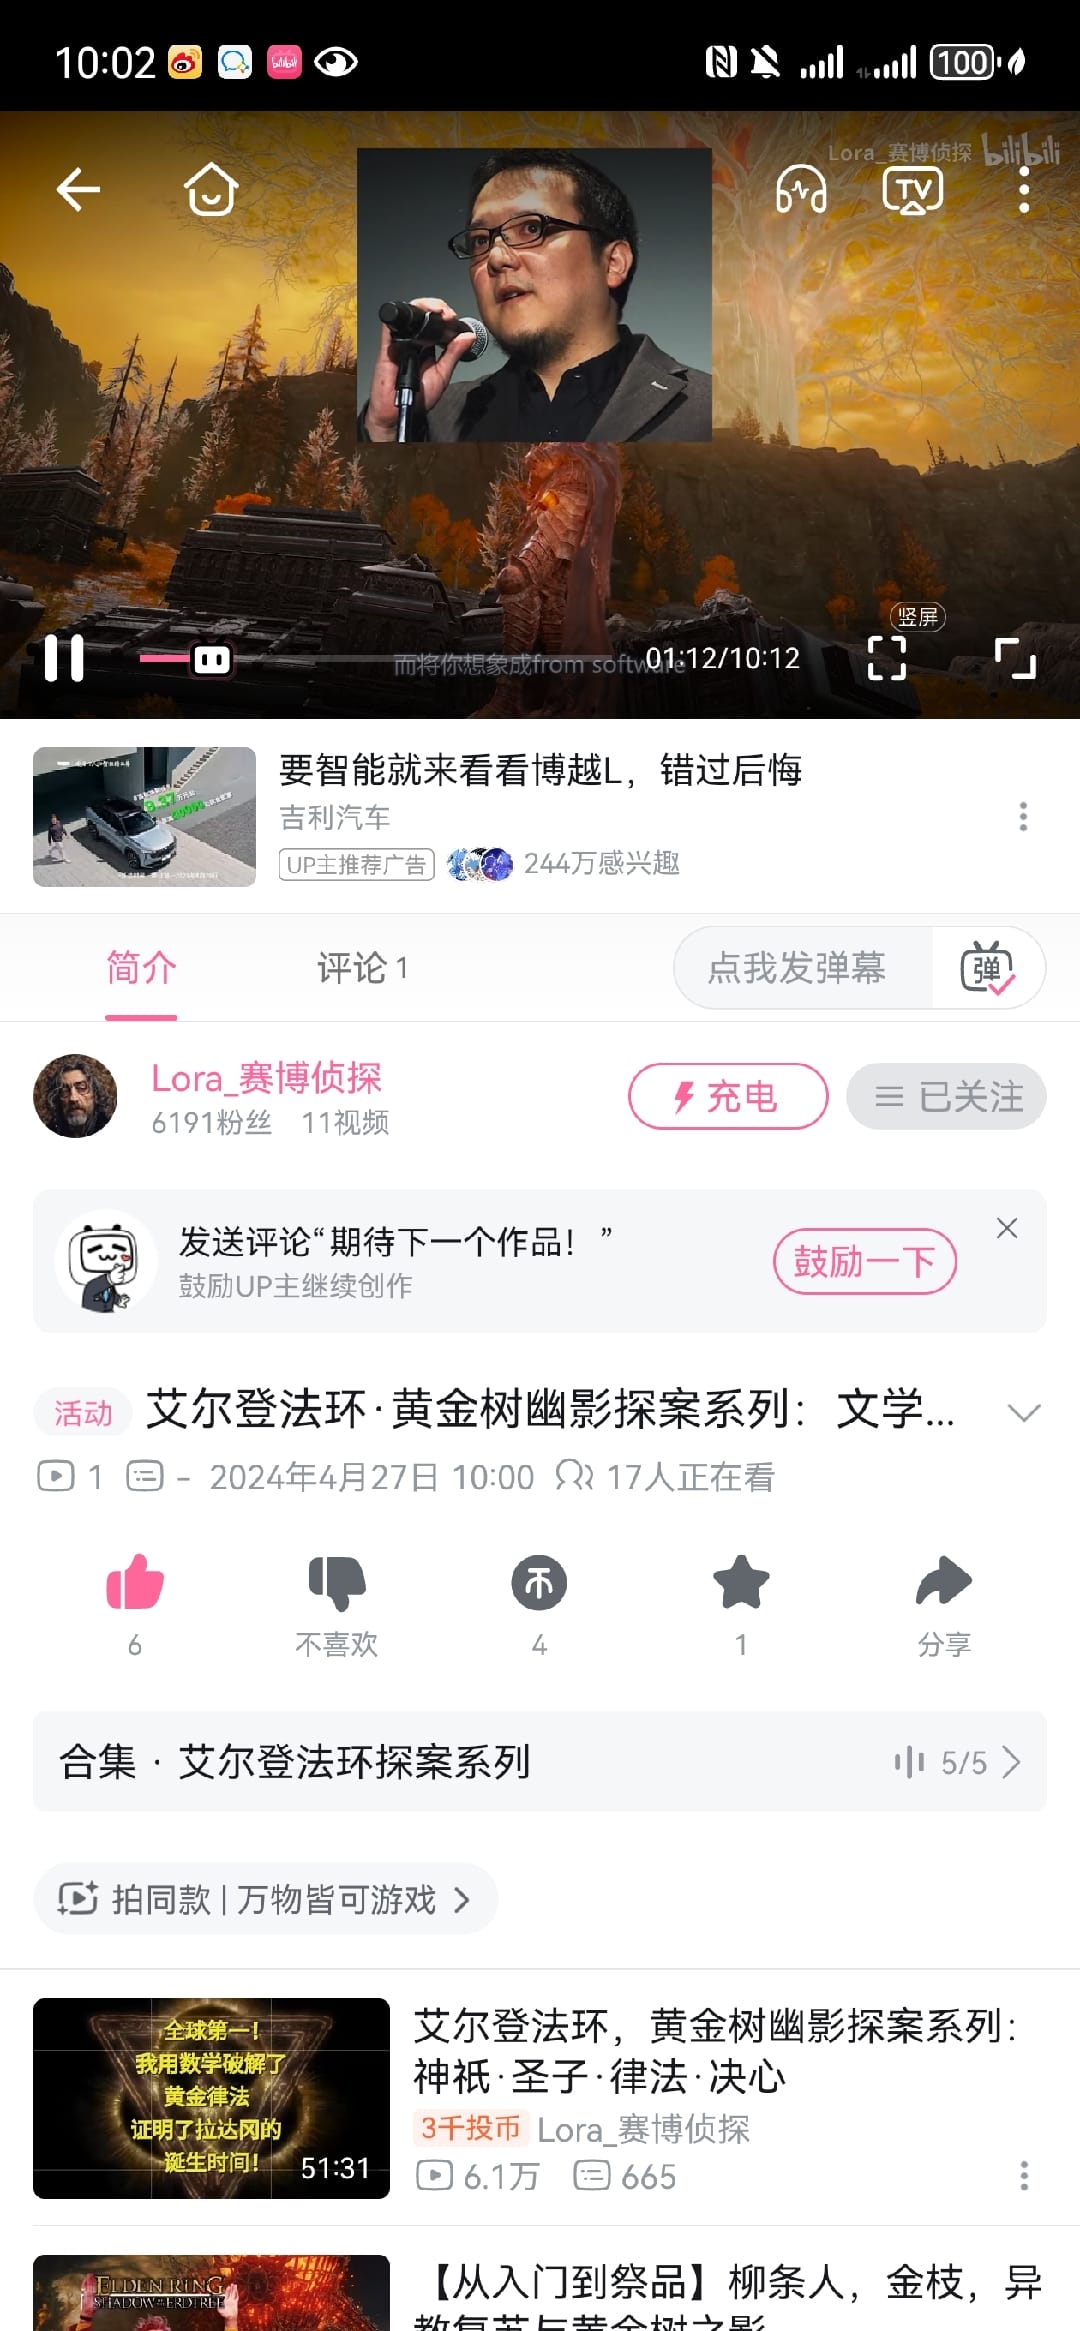 10:02
100
Lora_赛博侦探 bilibili
TV
竖屏
而将你想象成from software
01:12/10:12
要智能就来看看博越L，错过后悔
吉利汽车
UP主推荐广告 244万感兴趣
简介 评论 1 点我发弹幕 弹
Lora_赛博侦探
6191粉丝 11视频
充电 已关注
发送评论“期待下一个作品！”
鼓励UP主继续创作
鼓励一下
活动 艾尔登法环·黄金树幽影探案系列：文学...
1 - 2024年4月27日 10:00 17人正在看
6 不喜欢 4 1 分享
合集 · 艾尔登法环探案系列 5/5
拍同款 | 万物皆可游戏
全球第一！
我用数学破解了
黄金律法
证明了拉达冈的
诞生时间！
51:31
艾尔登法环，黄金树幽影探案系列：
神祇·圣子·律法·决心
3千投币 Lora_赛博侦探
6.1万 665
ELDEN RING
SHADOW OF THE ERDTREE
【从入门到祭品】柳条人，金枝，异
教复苏与黄金树之影